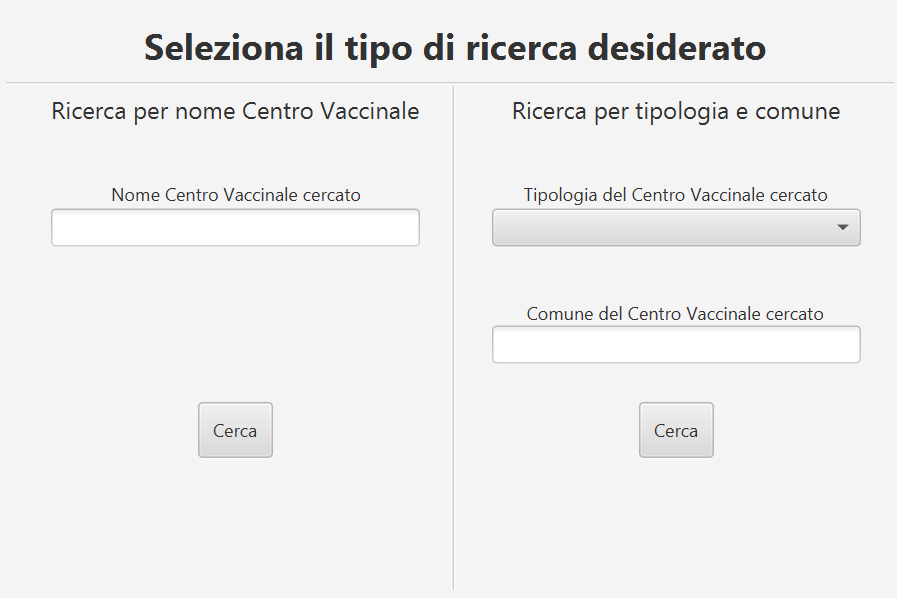 Seleziona il tipo di ricerca desiderato
Ricerca per nome Centro Vaccinale
Nome Centro Vaccinale cercato
Cerca
Ricerca per tipologia e comune
Tipologia del Centro Vaccinale cercato
Comune del Centro Vaccinale cercato
Cerca